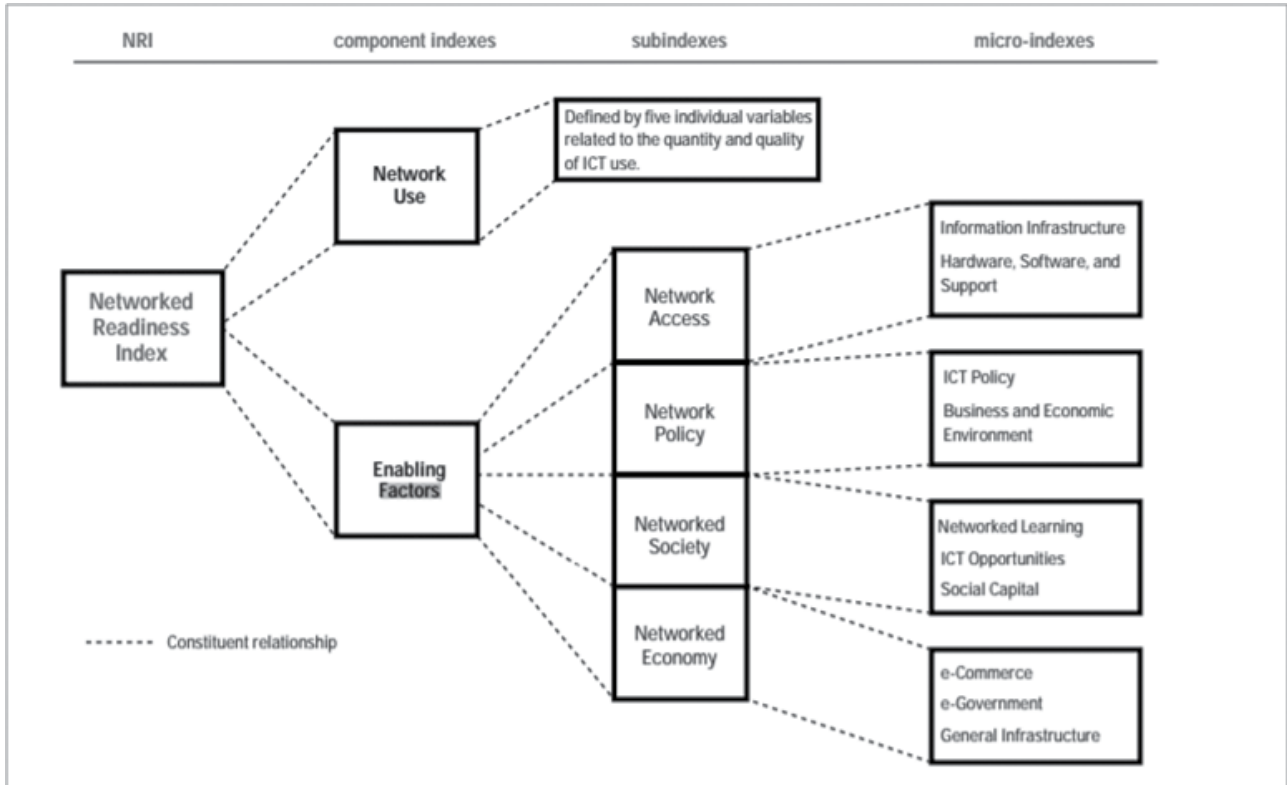 NRI
component indexes
subindexes
micro-indexes
Defined by five individual variables
related to the quantity and quality
of ICT use.
Network
Use
Information Infrastructure
Hardware, Software, and
Support
Networked
Readiness
Index
Network
Access
ICT Policy
Business and Economic
Environment
Network
Policy
Enabling
Factors
Networked
Society
Networked Learning
ICT Opportunities
Social Capital
Networked
Economy
Constituent relationship
e-Commerce
e-Government
General Infrastructure